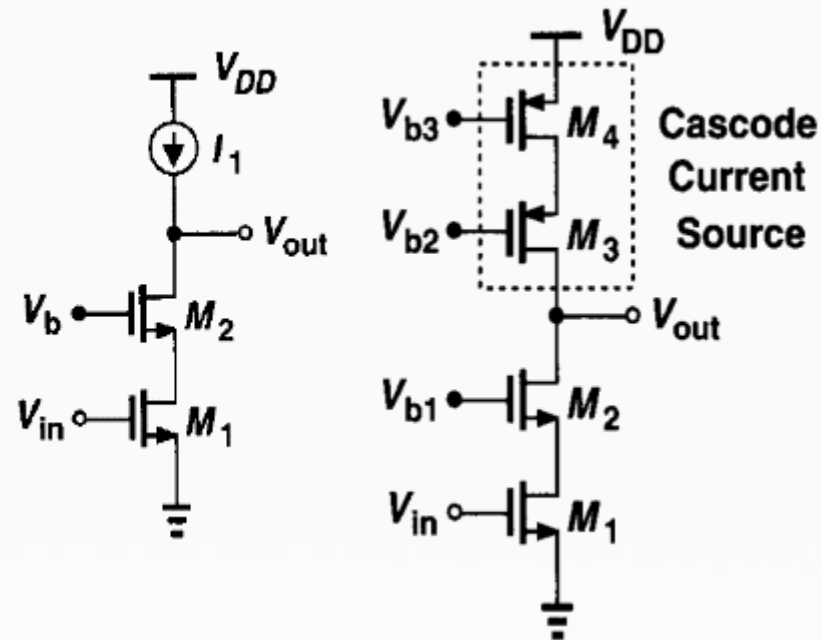 V_DD
I_1
V_out
V_b
M_2
V_in
M_1
V_DD
V_b3
M_4
Cascode
Current
Source
V_b2
M_3
V_out
V_b1
M_2
V_in
M_1